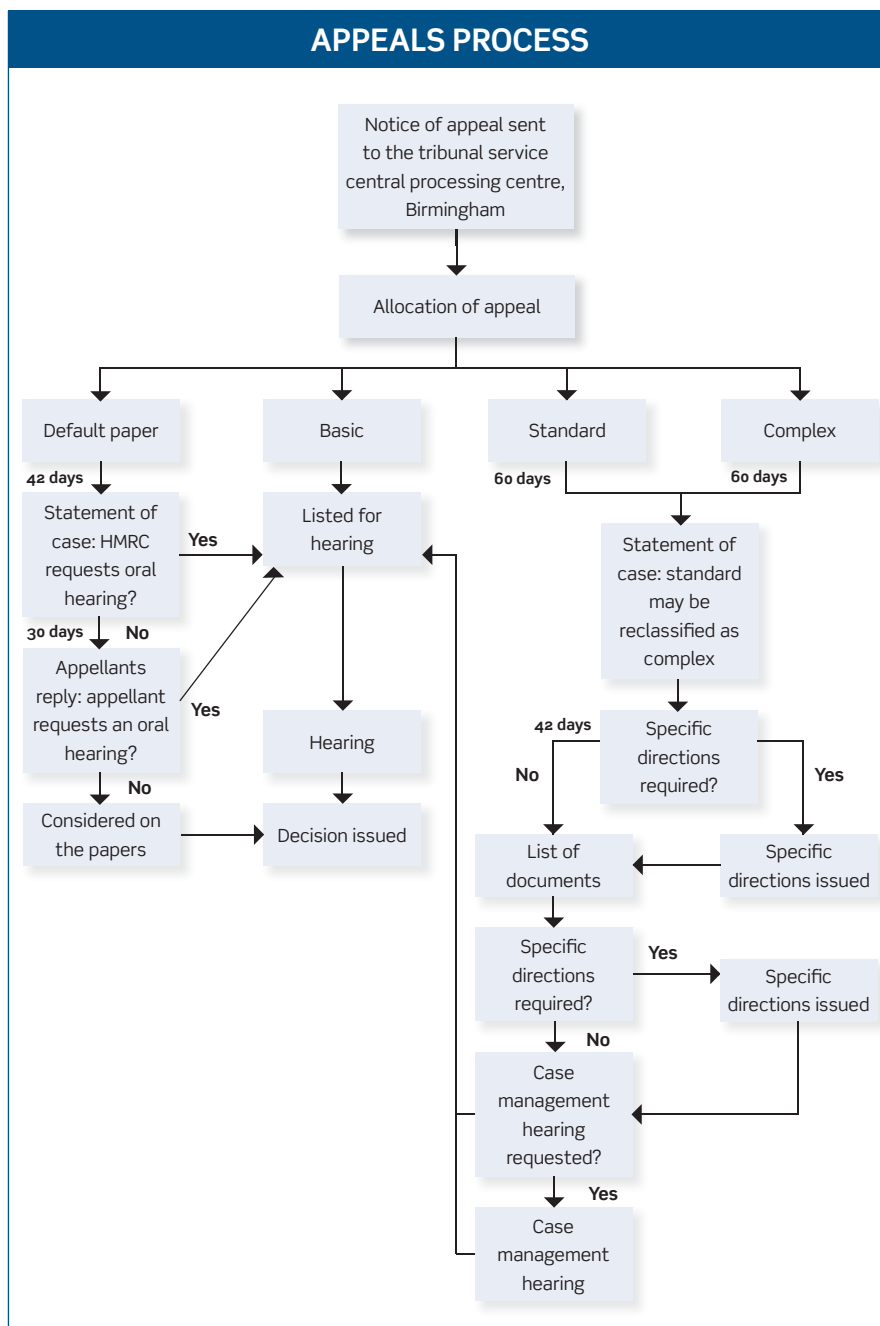 APPEALS PROCESS
Notice of appeal sent
to the tribunal service
central processing centre,
Birmingham
Allocation of appeal
Default paper
Basic
Standard
Complex
42 days
60 days
60 days
Statement of
case: HMRC
requests oral
hearing?
Yes
Listed for
hearing
Statement of
case: standard
may be
reclassified as
complex
30 days
No
Appellants
reply: appellant
requests an oral
hearing?
Yes
Hearing
42 days
Specific
directions
required?
No
Yes
No
Considered on
the papers
Decision issued
List of
documents
Specific
directions issued
Specific
directions
required?
Yes
Specific
directions issued
No
Case
management
hearing
requested?
Yes
Case
management
hearing